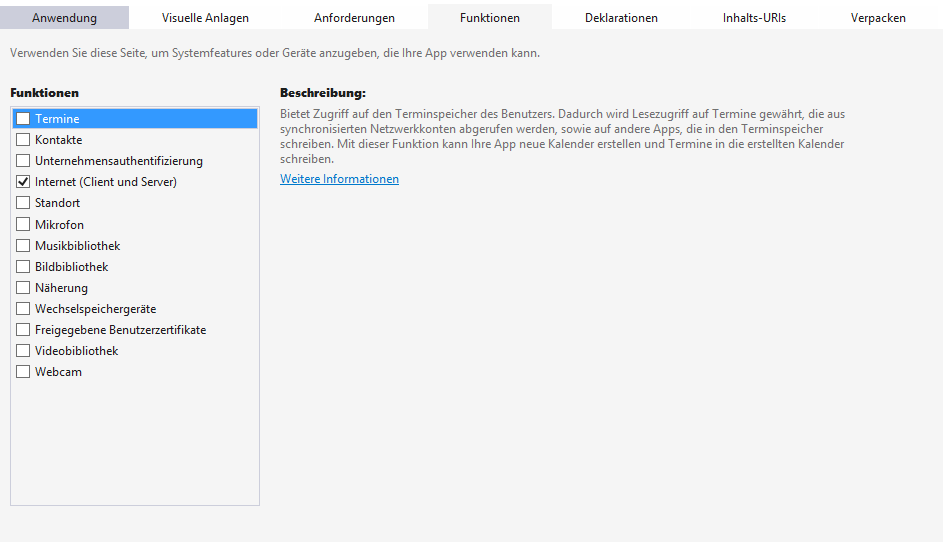 Anwendung Visuelle Anlagen Anforderungen Funktionen Deklarationen Inhalts-URIs Verpacken
Verwenden Sie diese Seite, um Systemfeatures oder Geräte anzugeben, die Ihre App verwenden kann.
Funktionen
Termine
Kontakte
Unternehmensauthentifizierung
Internet (Client und Server)
Standort
Mikrofon
Musikbibliothek
Bildbibliothek
Näherung
Wechselspeichergeräte
Freigegebene Benutzerzertifikate
Videobibliothek
Webcam
Beschreibung:
Bietet Zugriff auf den Terminspeicher des Benutzers. Dadurch wird Lesezugriff auf Termine gewährt, die aus
synchronisierten Netzwerkkonten abgerufen werden, sowie auf andere Apps, die in den Terminspeicher
schreiben. Mit dieser Funktion kann Ihre App neue Kalender erstellen und Termine in die erstellten Kalender
schreiben.
Weitere Informationen